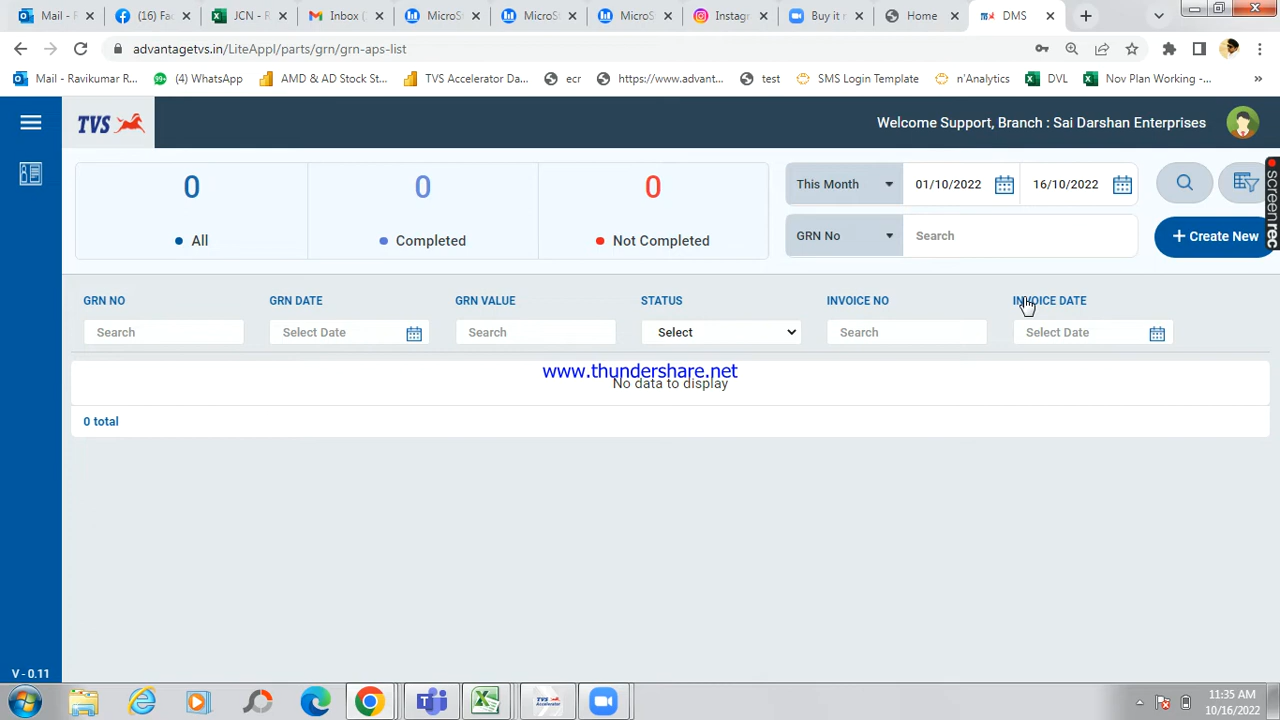 Mail - Rav
(16) Fac
JCN - R
Inbox (
MicroS
MicroS
MicroS
Instagr
Buy it
Home
DMS
advantagetvs.in/LiteAppl/parts/grn/grn-aps-list
Mail - Ravikumar R...
99+
(4) WhatsApp
AMD & AD Stock St...
TVS Accelerator Da...
ecr
https://www.advant...
test
SMS Login Template
n'Analytics
DVL
Nov Plan Working -...
»
TVS
Welcome Support, Branch : Sai Darshan Enterprises
0
All
0
Completed
0
Not Completed
This Month
01/10/2022
16/10/2022
GRN No
Search
+ Create New
screenrec
GRN NO
GRN DATE
GRN VALUE
STATUS
INVOICE NO
INVOICE DATE
Search
Select Date
Search
Select
Search
Select Date
www.thundershare.net
No data to display
0 total
V - 0.11
11:35 AM
10/16/2022